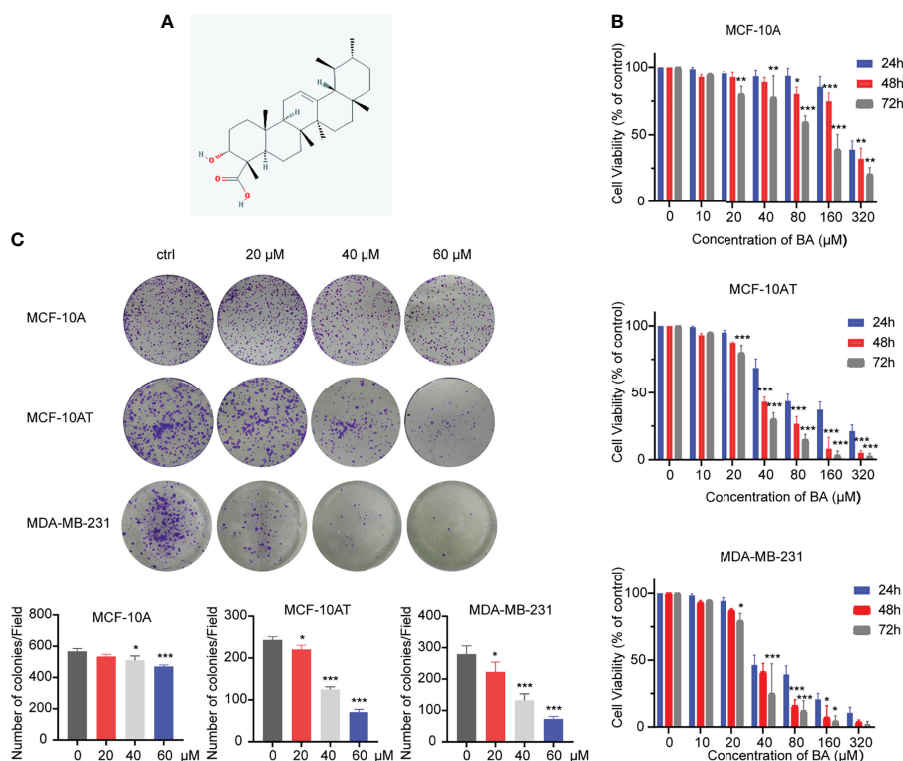 A
H
H
H
H
O
O
O
H
B
MCF-10A
Cell Viability (% of control)
100
50
0
24h
48h
72h
** ** * *** *** *** ** **
0 10 20 40 80 160 320
Concentration of BA (µM)
MCF-10AT
Cell Viability (% of control)
100
50
0
24h
48h
72h
*** *** *** *** *** *** *** *** ***
0 10 20 40 80 160 320
Concentration of BA (µM)
MDA-MB-231
Cell Viability (% of control)
100
50
0
24h
48h
72h
* *** *** *** * *
0 10 20 40 80 160 320
Concentration of BA (µM)
C
ctrl 20 µM 40 µM 60 µM
MCF-10A
MCF-10AT
MDA-MB-231
MCF-10A
Number of colonies/Field
800
600
400
200
0
* ***
0 20 40 60 µM
MCF-10AT
Number of colonies/Field
300
200
100
0
* *** ***
0 20 40 60 µM
MDA-MB-231
Number of colonies/Field
400
300
200
100
0
* *** ***
0 20 40 60 µM